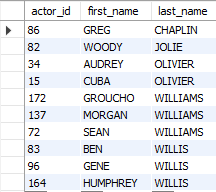 actor_id first_name last_name
86 GREG CHAPLIN
82 WOODY JOLIE
34 AUDREY OLIVIER
15 CUBA OLIVIER
172 GROUCHO WILLIAMS
137 MORGAN WILLIAMS
72 SEAN WILLIAMS
83 BEN WILLIS
96 GENE WILLIS
164 HUMPHREY WILLIS